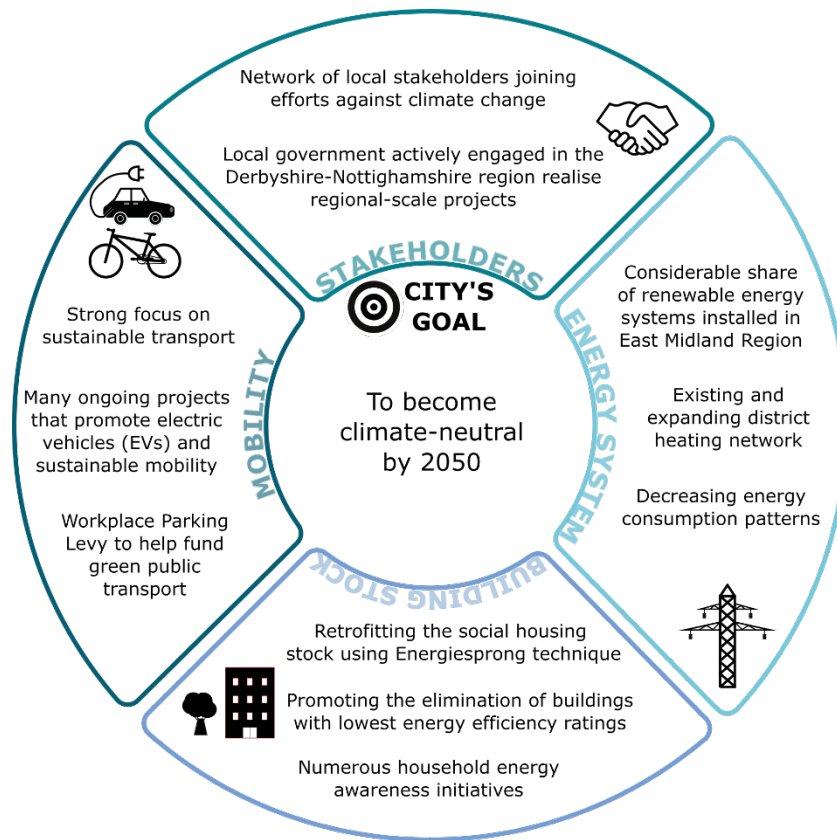 Network of local stakeholders joining
efforts against climate change
Local government actively engaged in the
Derbyshire-Nottighamshire region realise
regional-scale projects
STAKEHOLDERS
CITY'S
GOAL
To become
climate-neutral
by 2050
MOBILITY
Strong focus on
sustainable transport
Many ongoing projects
that promote electric
vehicles (EVs) and
sustainable mobility
Workplace Parking
Levy to help fund
green public
transport
ENERGY SYSTEM
Considerable share
of renewable energy
systems installed in
East Midland Region
Existing and
expanding district
heating network
Decreasing energy
consumption patterns
BUILDING STOCK
Retrofitting the social housing
stock using Energiesprong technique
Promoting the elimination of buildings
with lowest energy efficiency ratings
Numerous household energy
awareness initiatives